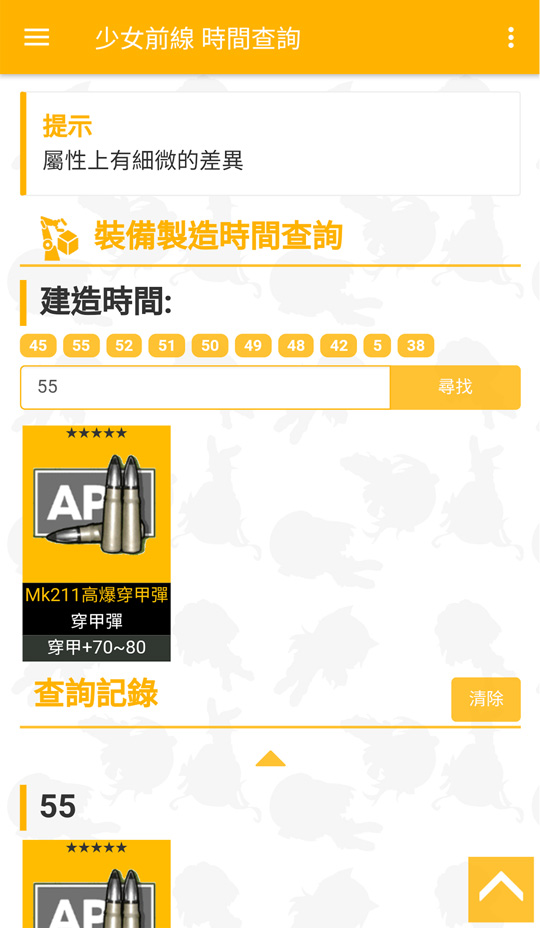 少女前線 時間查詢
提示
屬性上有細微的差異
裝備製造時間查詢
建造時間:
45 55 52 51 50 49 48 42 5 38
55 尋找
★★★★★
AP
Mk211高爆穿甲彈
穿甲彈
穿甲+70~80
查詢記錄 清除
55
★★★★★
AP